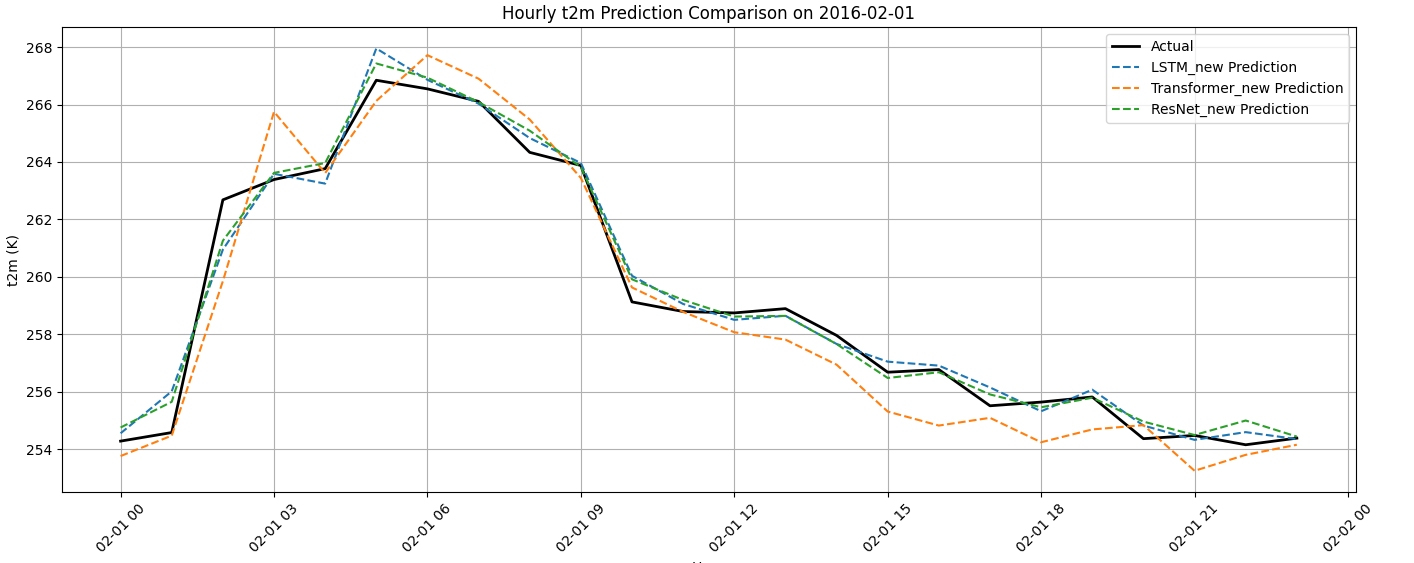 Hourly t2m Prediction Comparison on 2016-02-01
Actual
LSTM_new Prediction
Transformer_new Prediction
ResNet_new Prediction
t2m (K)
268
266
264
262
260
258
256
254
02-01 00
02-01 03
02-01 06
02-01 09
02-01 12
02-01 15
02-01 18
02-01 21
02-02 00